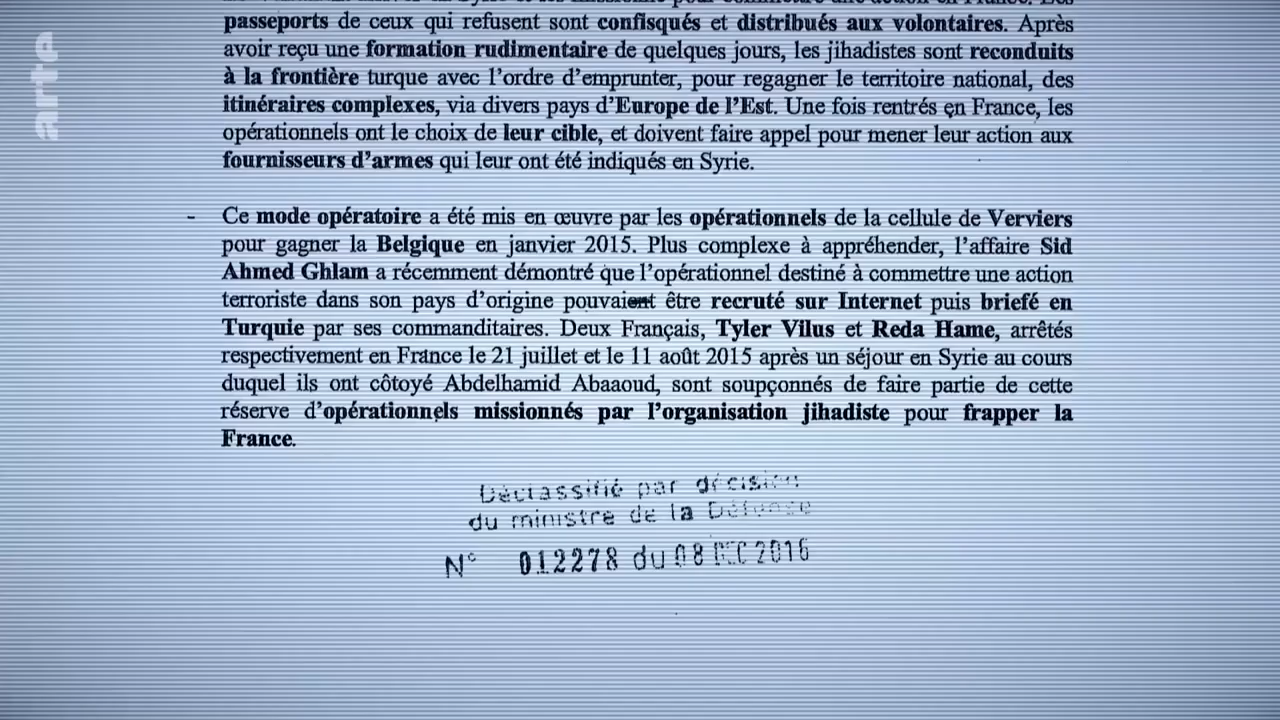 passeports de ceux qui refusent sont confisqués et distribués aux volontaires. Après
avoir reçu une formation rudimentaire de quelques jours, les jihadistes sont reconduits
à la frontière turque avec l'ordre d'emprunter, pour regagner le territoire national, des
itinéraires complexes, via divers pays d'Europe de l'Est. Une fois rentrés en France, les
opérationnels ont le choix de leur cible, et doivent faire appel pour mener leur action aux
fournisseurs d'armes qui leur ont été indiqués en Syrie.
- Ce mode opératoire a été mis en œuvre par les opérationnels de la cellule de Verviers
pour gagner la Belgique en janvier 2015. Plus complexe à appréhender, l'affaire Sid
Ahmed Ghlam a récemment démontré que l'opérationnel destiné à commettre une action
terroriste dans son pays d'origine pouvaient être recruté sur Internet puis briefé en
Turquie par ses commanditaires. Deux Français, Tyler Vilus et Reda Hame, arrêtés
respectivement en France le 21 juillet et le 11 août 2015 après un séjour en Syrie au cours
duquel ils ont côtoyé Abdelhamid Abaaoud, sont soupçonnés de faire partie de cette
réserve d'opérationnels missionnés par l'organisation jihadiste pour frapper la
France.
Déclassifié par décision
du ministre de la Défense
N° 012278 du 08 DEC 2016
arte